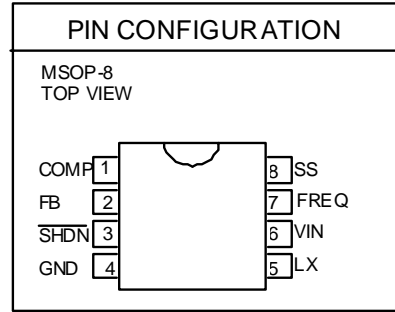 PIN CONFIGURATION
MSOP-8
TOP VIEW
COMP 1 8 SS
FB 2 7 FREQ
SHDN 3 6 VIN
GND 4 5 LX